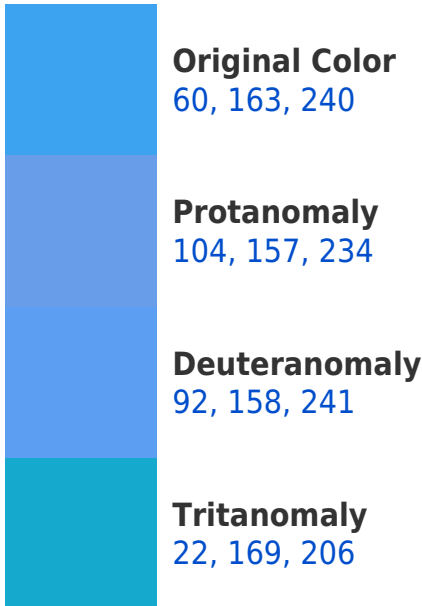 Original Color
60, 163, 240
Protanomaly
104, 157, 234
Deuteranomaly
92, 158, 241
Tritanomaly
22, 169, 206